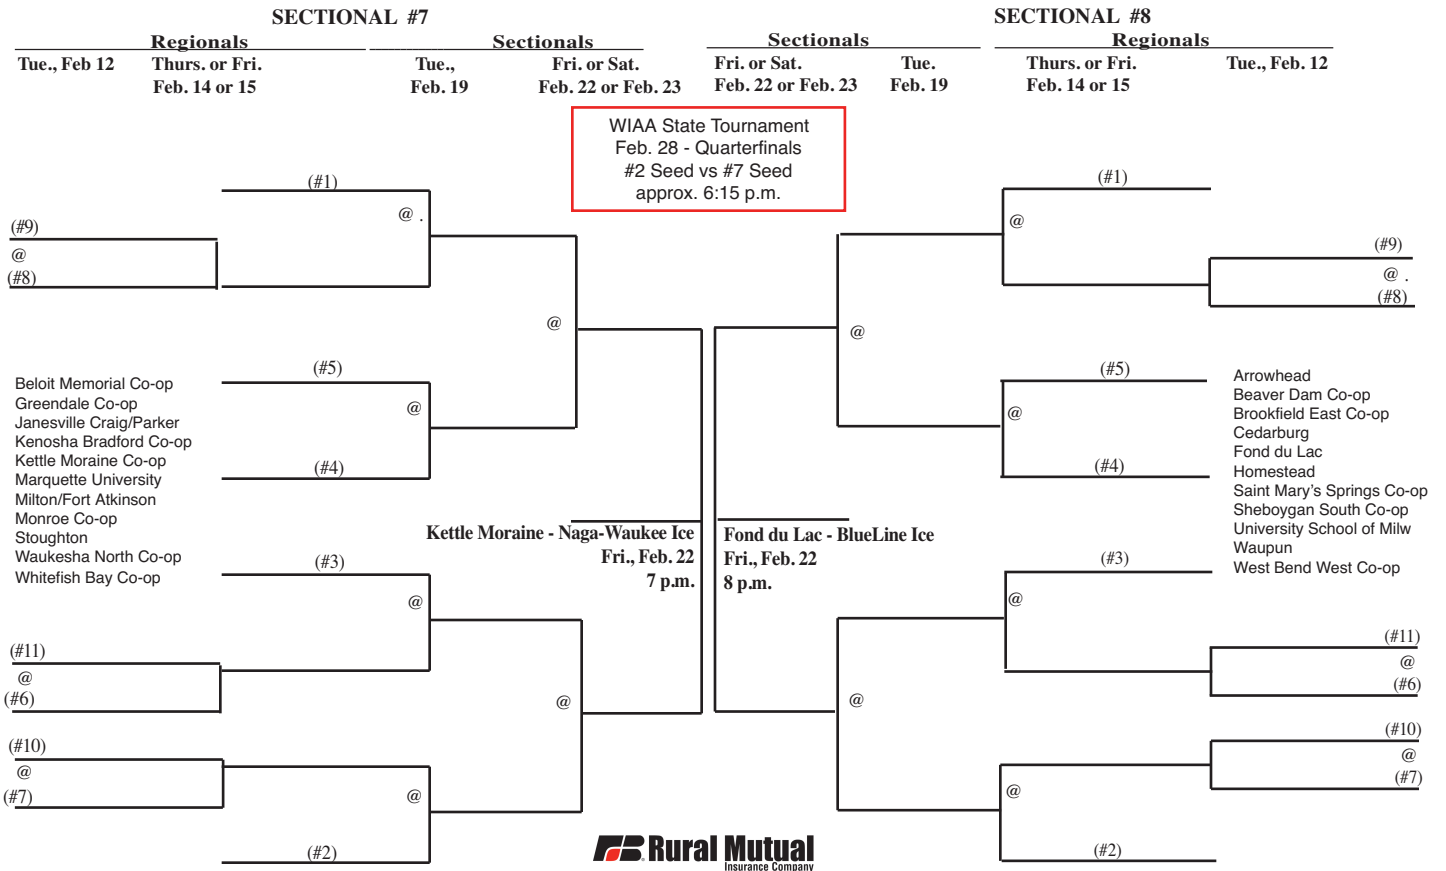 SECTIONAL #7
Regionals
Sectionals
Tue., Feb 12
Thurs. or Fri.
Feb. 14 or 15
Tue.,
Feb. 19
Fri. or Sat.
Feb. 22 or Feb. 23
SECTIONAL #8
Sectionals
Regionals
Fri. or Sat.
Feb. 22 or Feb. 23
Tue.
Feb. 19
Thurs. or Fri.
Feb. 14 or 15
Tue., Feb. 12
WIAA State Tournament
Feb. 28 - Quarterfinals
#2 Seed vs #7 Seed
approx. 6:15 p.m.
(#1)
@ .
(#9)
@
(#8)
@
(#5)
@
(#4)
Beloit Memorial Co-op
Greendale Co-op
Janesville Craig/Parker
Kenosha Bradford Co-op
Kettle Moraine Co-op
Marquette University
Milton/Fort Atkinson
Monroe Co-op
Stoughton
Waukesha North Co-op
Whitefish Bay Co-op
Kettle Moraine - Naga-Waukee Ice
Fri., Feb. 22
7 p.m.
(#3)
@
(#11)
@
(#6)
@
(#10)
@
(#7)
@
(#2)
(#1)
@
(#9)
@ .
(#8)
@
(#5)
@
(#4)
Arrowhead
Beaver Dam Co-op
Brookfield East Co-op
Cedarburg
Fond du Lac
Homestead
Saint Mary's Springs Co-op
Sheboygan South Co-op
University School of Milw
Waupun
West Bend West Co-op
Fond du Lac - BlueLine Ice
Fri., Feb. 22
8 p.m.
(#3)
@
(#11)
@
(#6)
@
(#10)
@
(#7)
@
(#2)
Rural Mutual
Insurance Company